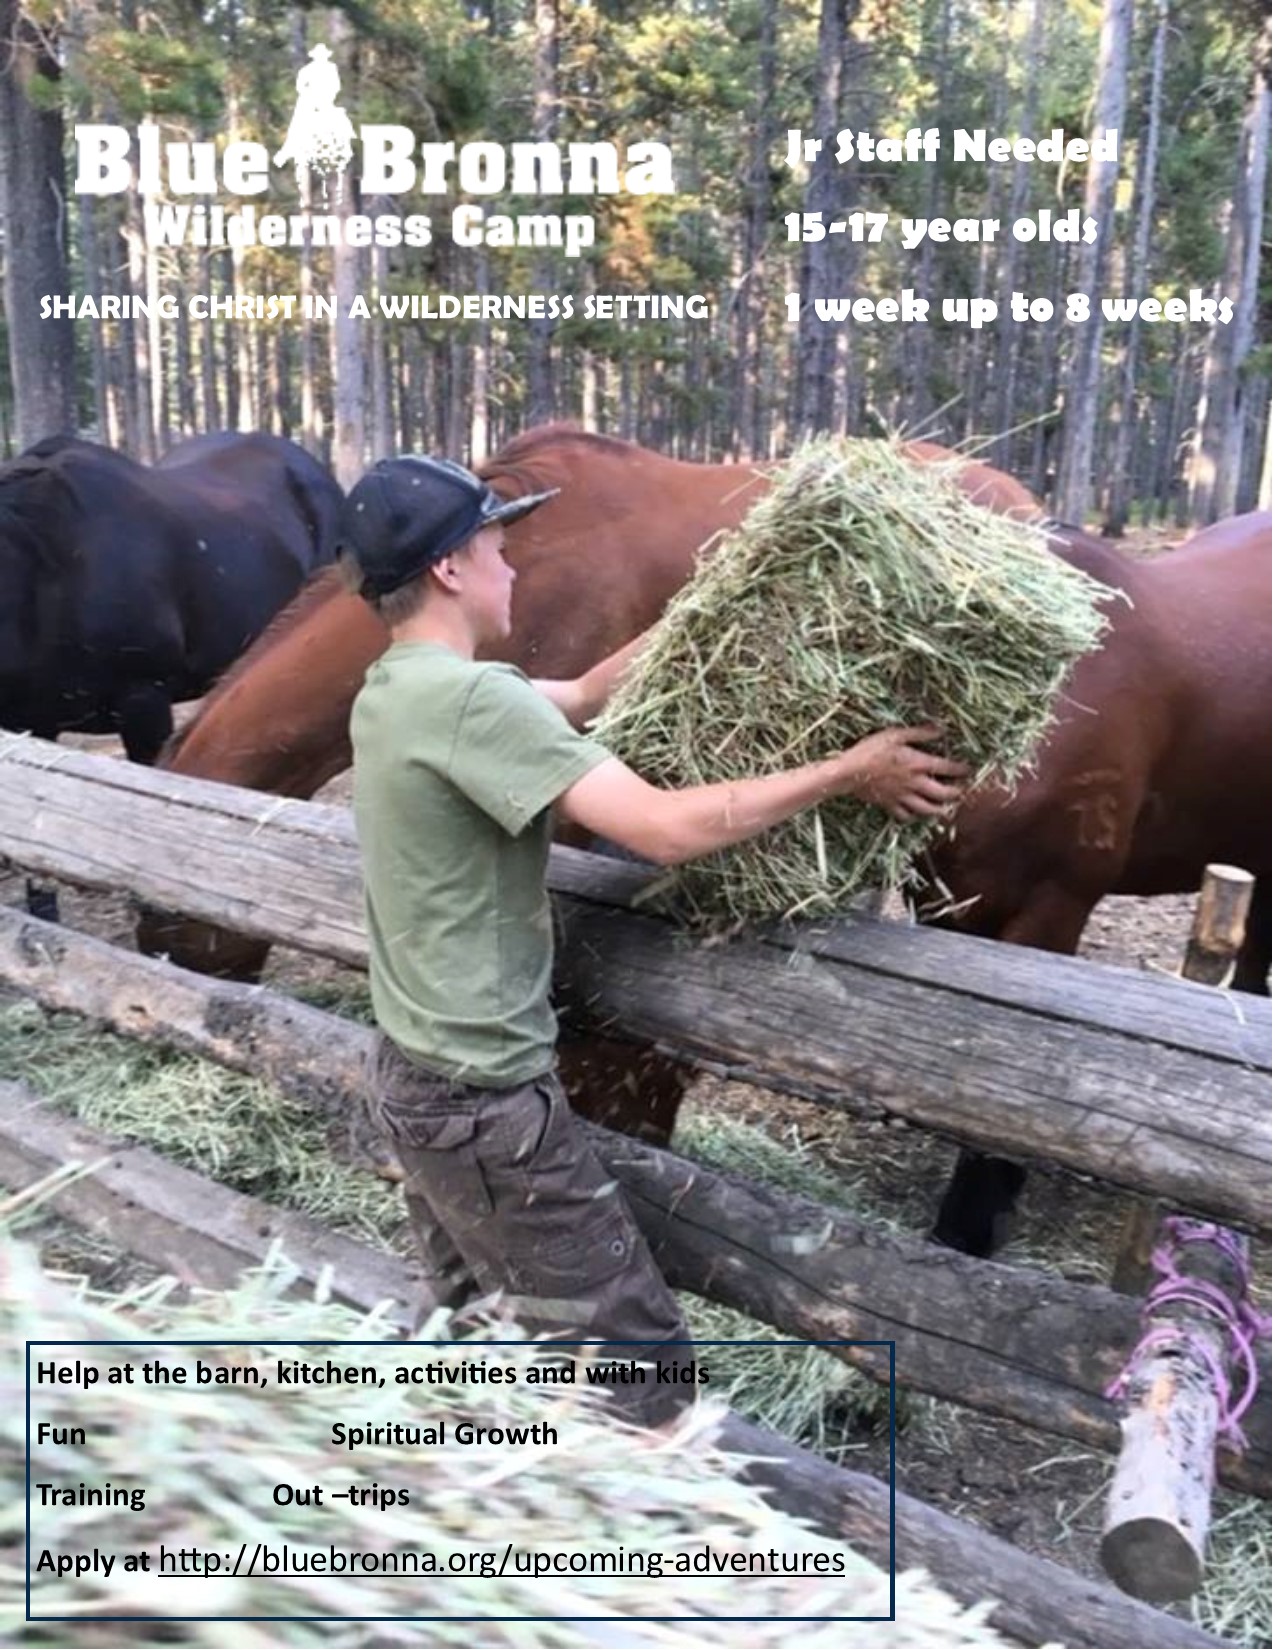 Blue Bronna
Wilderness Camp
SHARING CHRIST IN A WILDERNESS SETTING
Jr Staff Needed
15-17 year olds
1 week up to 8 weeks
Help at the barn, kitchen, activities and with kids
Fun Spiritual Growth
Training Out –trips
Apply at http://bluebronna.org/upcoming-adventures